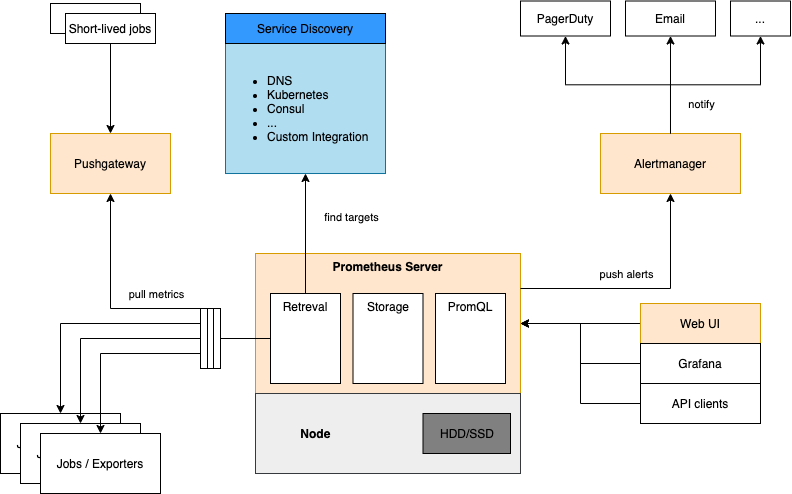 Short-lived jobs
Service Discovery
PagerDuty
Email
...
DNS
Kubernetes
Consul
...
Custom Integration
notify
Pushgateway
Alertmanager
find targets
Prometheus Server
push alerts
pull metrics
Retreval
Storage
PromQL
Web UI
Grafana
API clients
Node
HDD/SSD
Jobs / Exporters